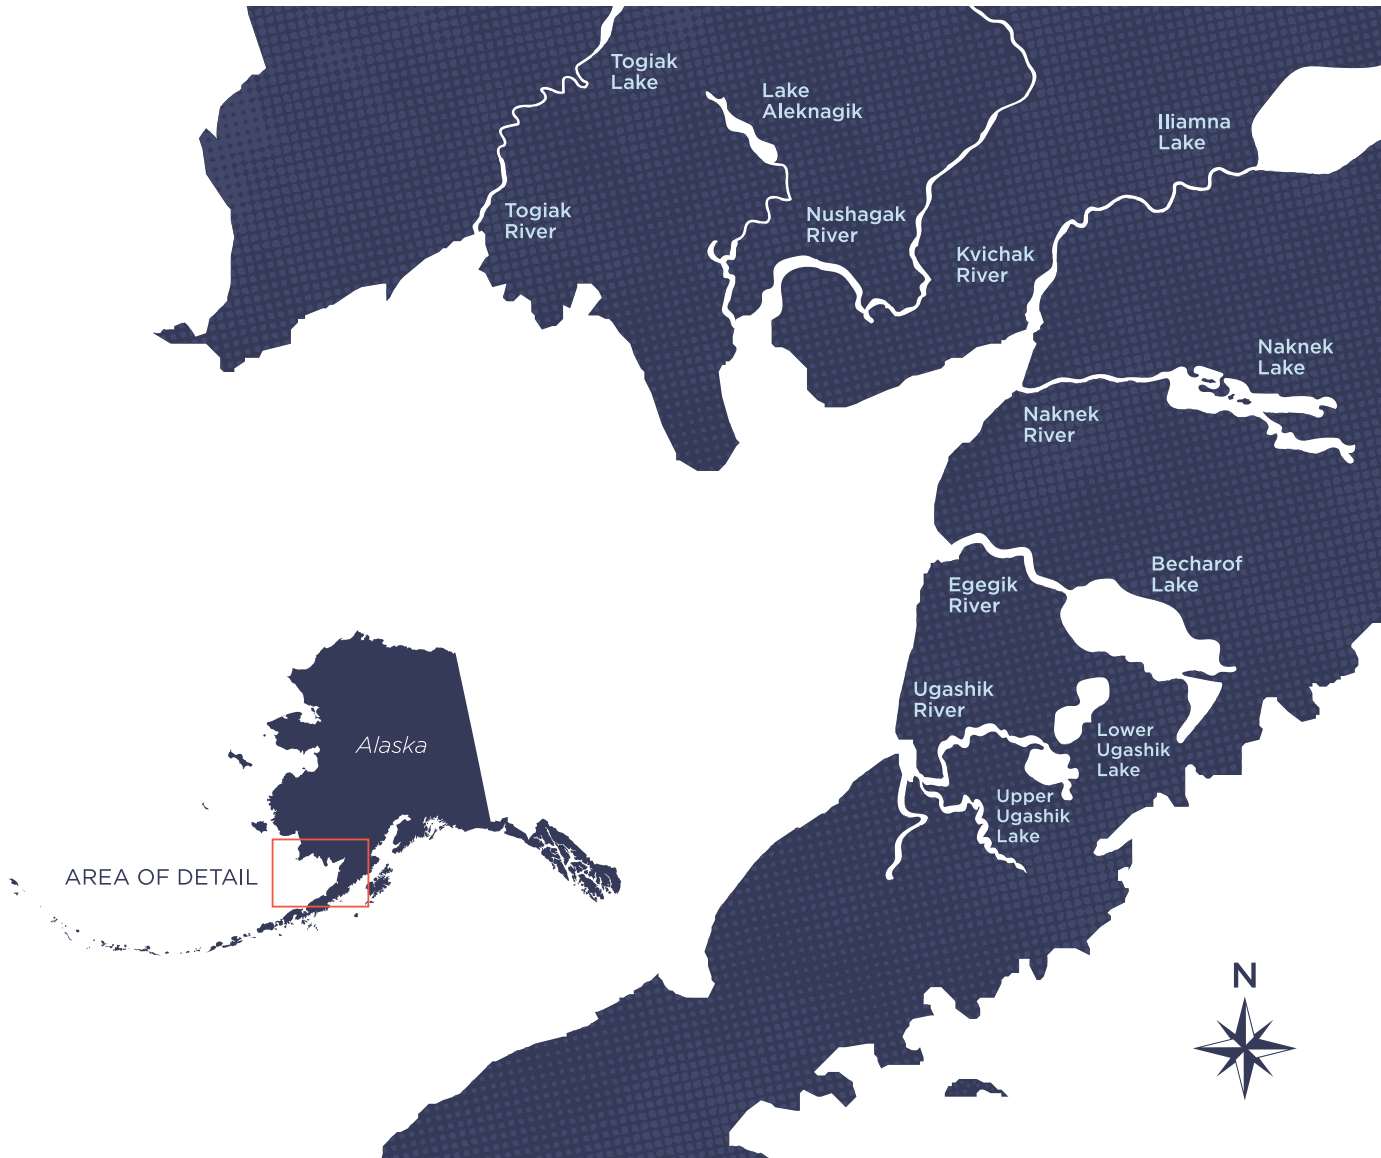 Togiak
Lake
Lake
Aleknagik
Iliamna
Lake
Togiak
River
Nushagak
River
Kvichak
River
Naknek
Lake
Naknek
River
Becharof
Lake
Egegik
River
Ugashik
River
Lower
Ugashik
Lake
Upper
Ugashik
Lake
Alaska
AREA OF DETAIL
N